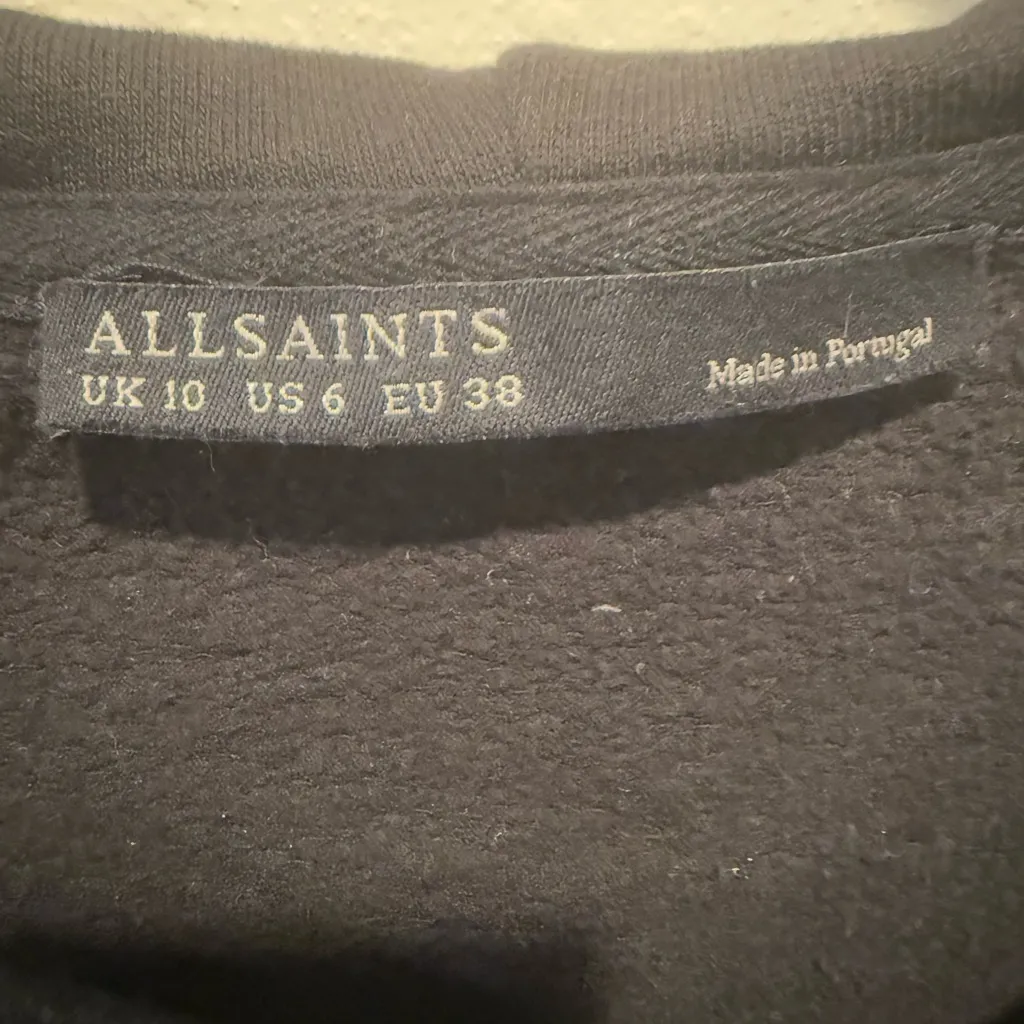 ALLSAINTS
UK 10 US 6 EU 38
Made in Portugal